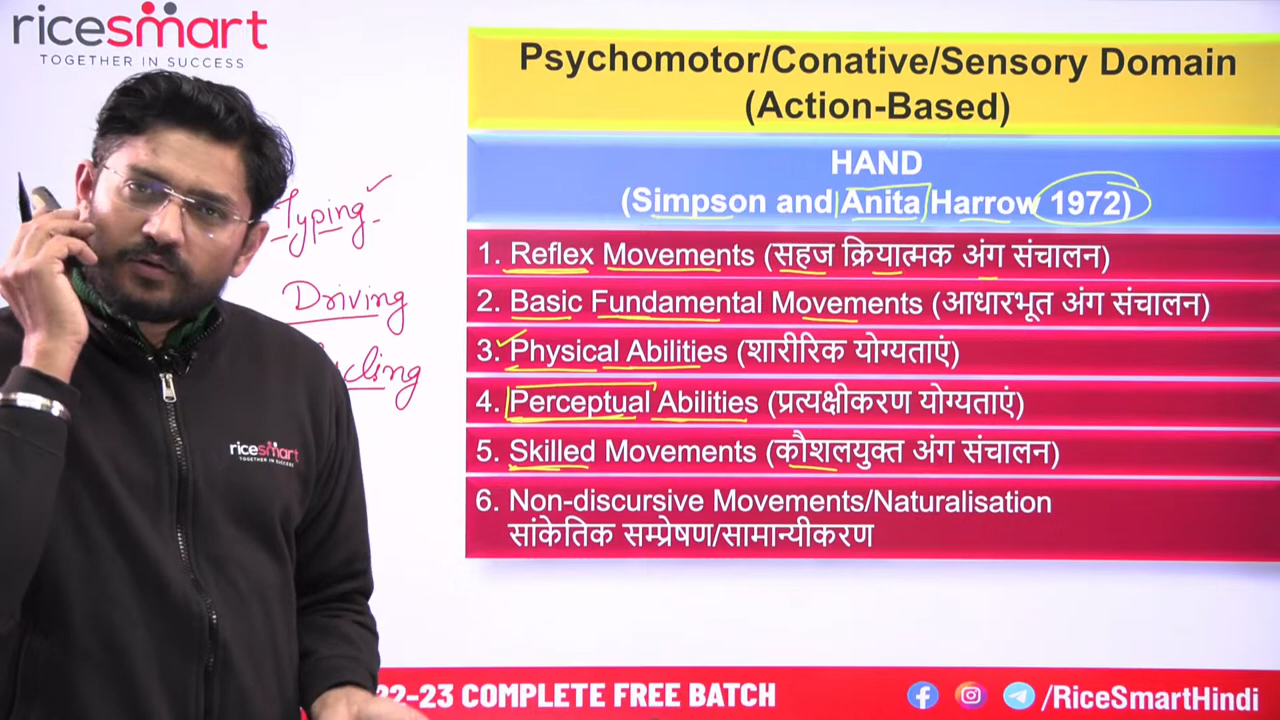 ricesmart
TOGETHER IN SUCCESS
Psychomotor/Conative/Sensory Domain
(Action-Based)
HAND
(Simpson and Anita Harrow 1972)
1. Reflex Movements (सहज क्रियात्मक अंग संचालन)
2. Basic Fundamental Movements (आधारभूत अंग संचालन)
3. Physical Abilities (शारीरिक योग्यताएं)
4. Perceptual Abilities (प्रत्यक्षीकरण योग्यताएं)
5. Skilled Movements (कौशलयुक्त अंग संचालन)
6. Non-discursive Movements/Naturalisation
सांकेतिक सम्प्रेषण/सामान्यीकरण
Typing
Driving
cling
ricesmart
TOGETHER IN SUCCESS
22-23 COMPLETE FREE BATCH
/RiceSmartHindi